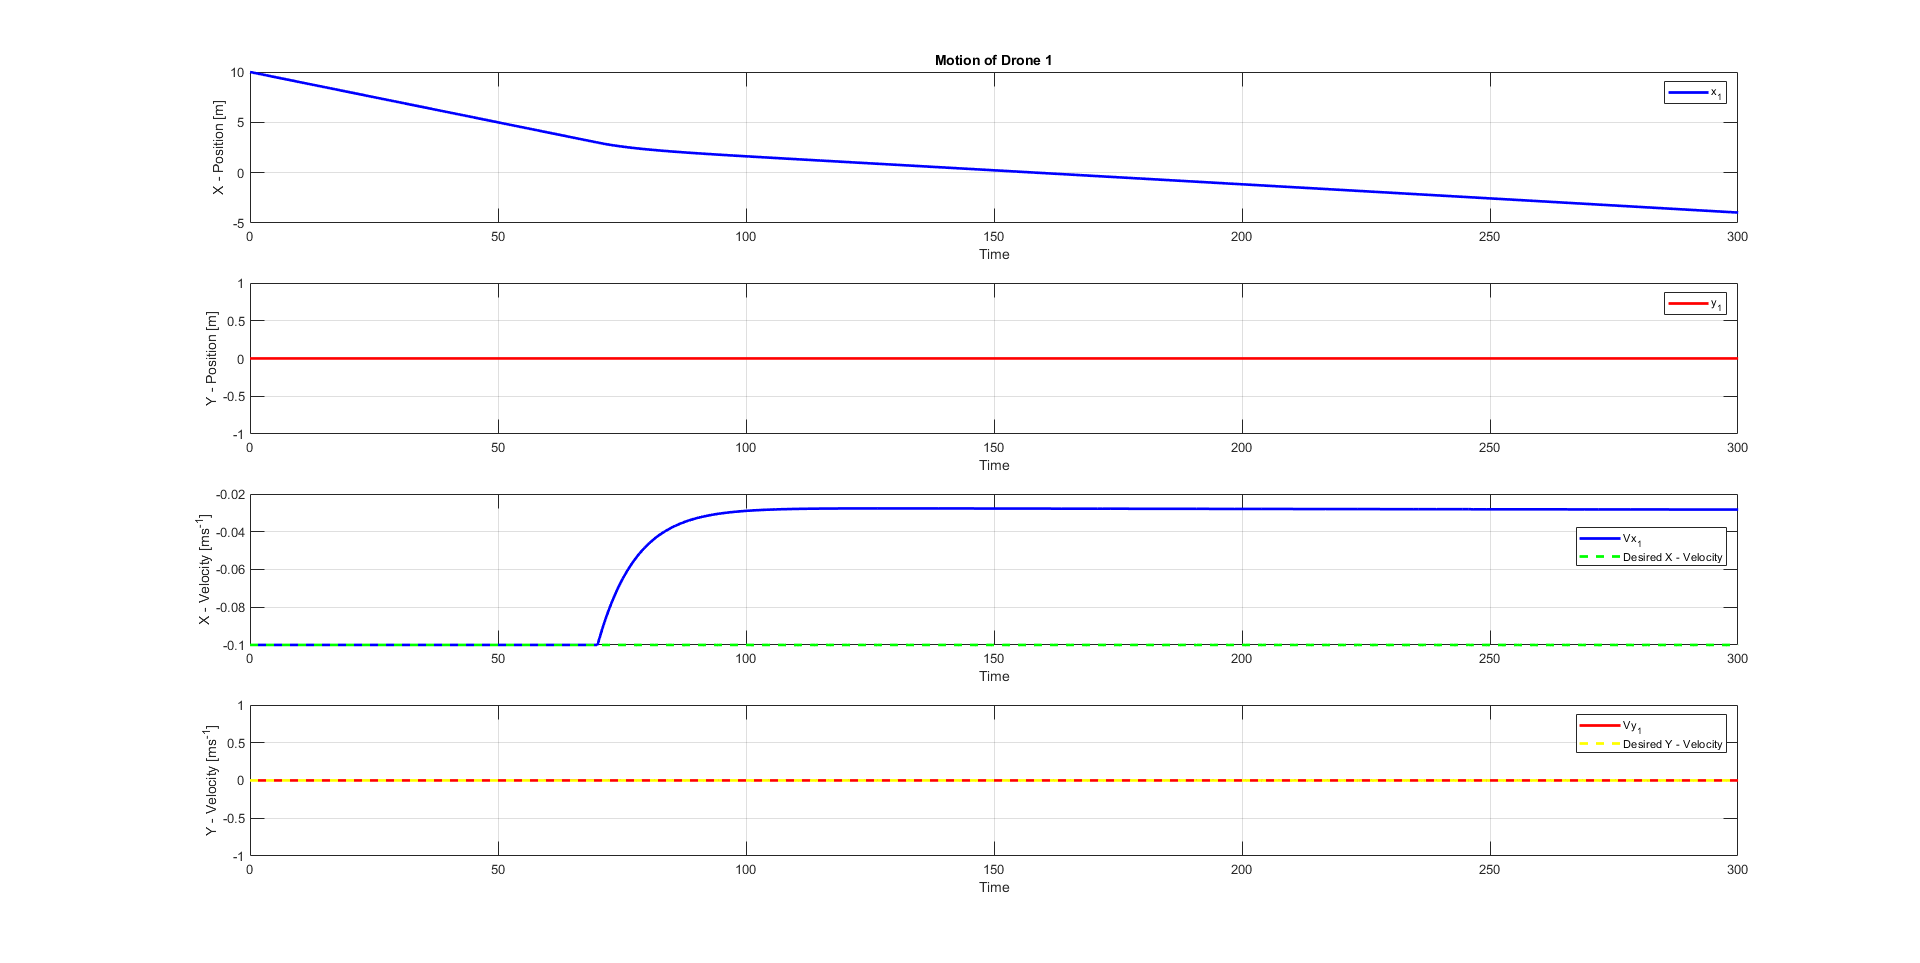 Motion of Drone 1
X - Position [m]
10
5
0
-5
x1
0 50 100 150 200 250 300
Time
Y - Position [m]
1
0.5
0
-0.5
-1
y1
0 50 100 150 200 250 300
Time
X - Velocity [ms-1]
-0.02
-0.04
-0.06
-0.08
-0.1
Vx1
Desired X - Velocity
0 50 100 150 200 250 300
Time
Y - Velocity [ms-1]
1
0.5
0
-0.5
-1
Vy1
Desired Y - Velocity
0 50 100 150 200 250 300
Time